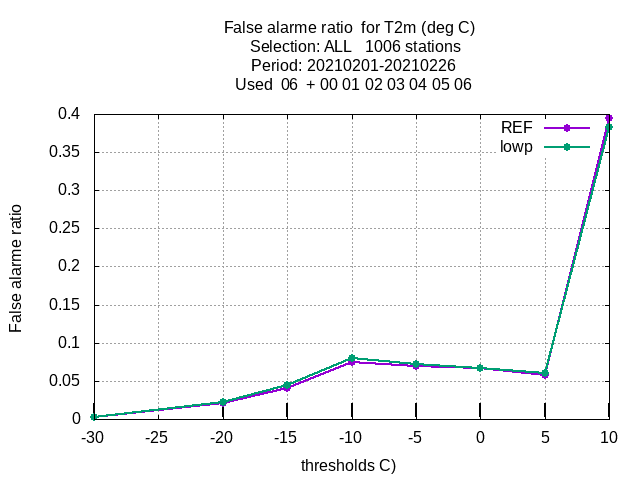 False alarme ratio  for T2m (deg C)
Selection: ALL   1006 stations
Period: 20210201-20210226
Used  06  + 00 01 02 03 04 05 06
REF
lowp
False alarme ratio
0.4
0.35
0.3
0.25
0.2
0.15
0.1
0.05
0
-30 -25 -20 -15 -10 -5 0 5 10
thresholds C)